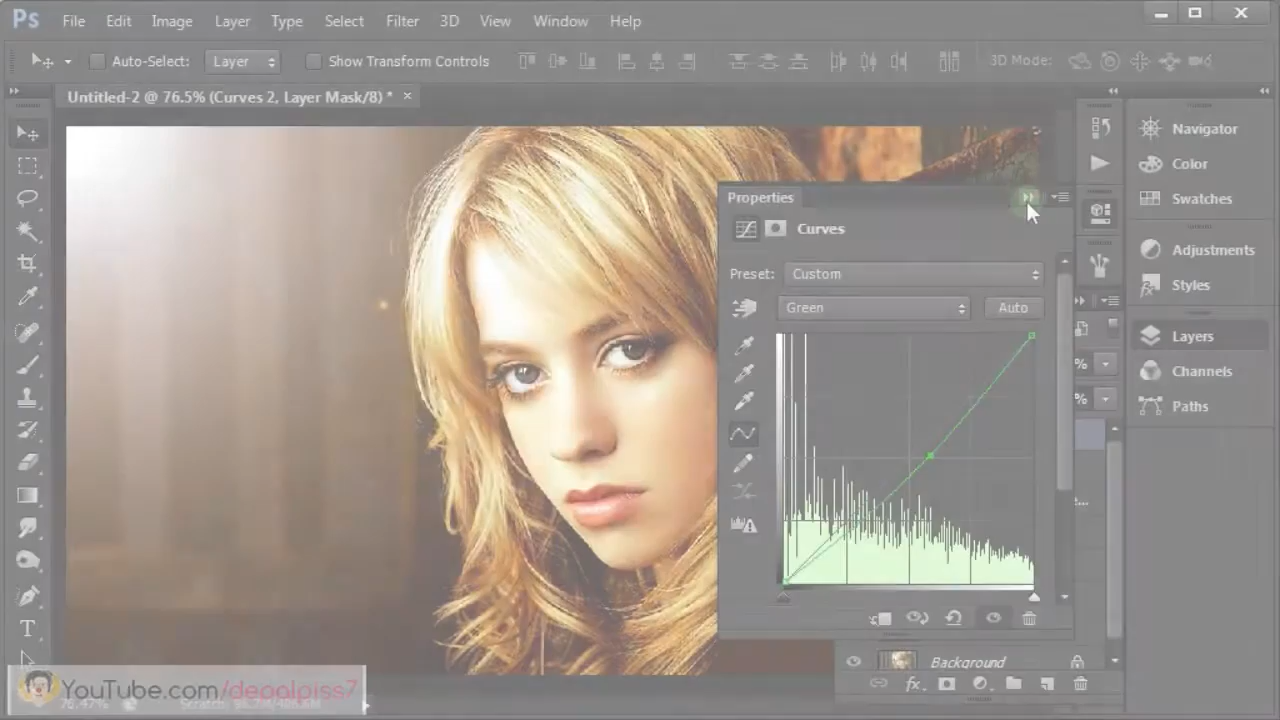 Ps File Edit Image Layer Type Select Filter 3D View Window Help
Auto-Select: Layer Show Transform Controls 3D Mode:
Untitled-2 @ 76.5% (Curves 2, Layer Mask/8) * ×
Navigator
Color
Swatches
Adjustments
Styles
Layers
Channels
Paths
Properties
Curves
Preset: Custom
Green Auto
%
%
T
Background
fx
YouTube.com/depalpiss7